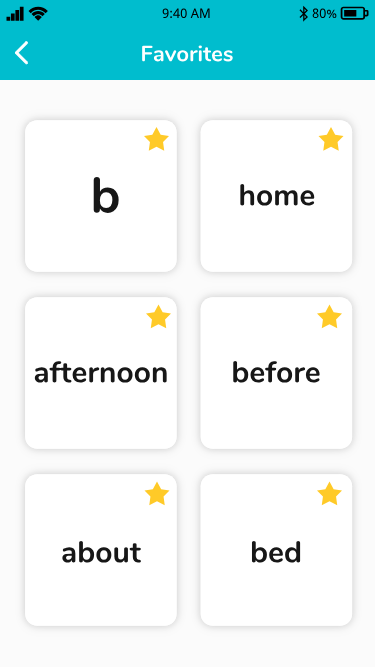 9:40 AM 80%
Favorites
b
home
afternoon
before
about
bed